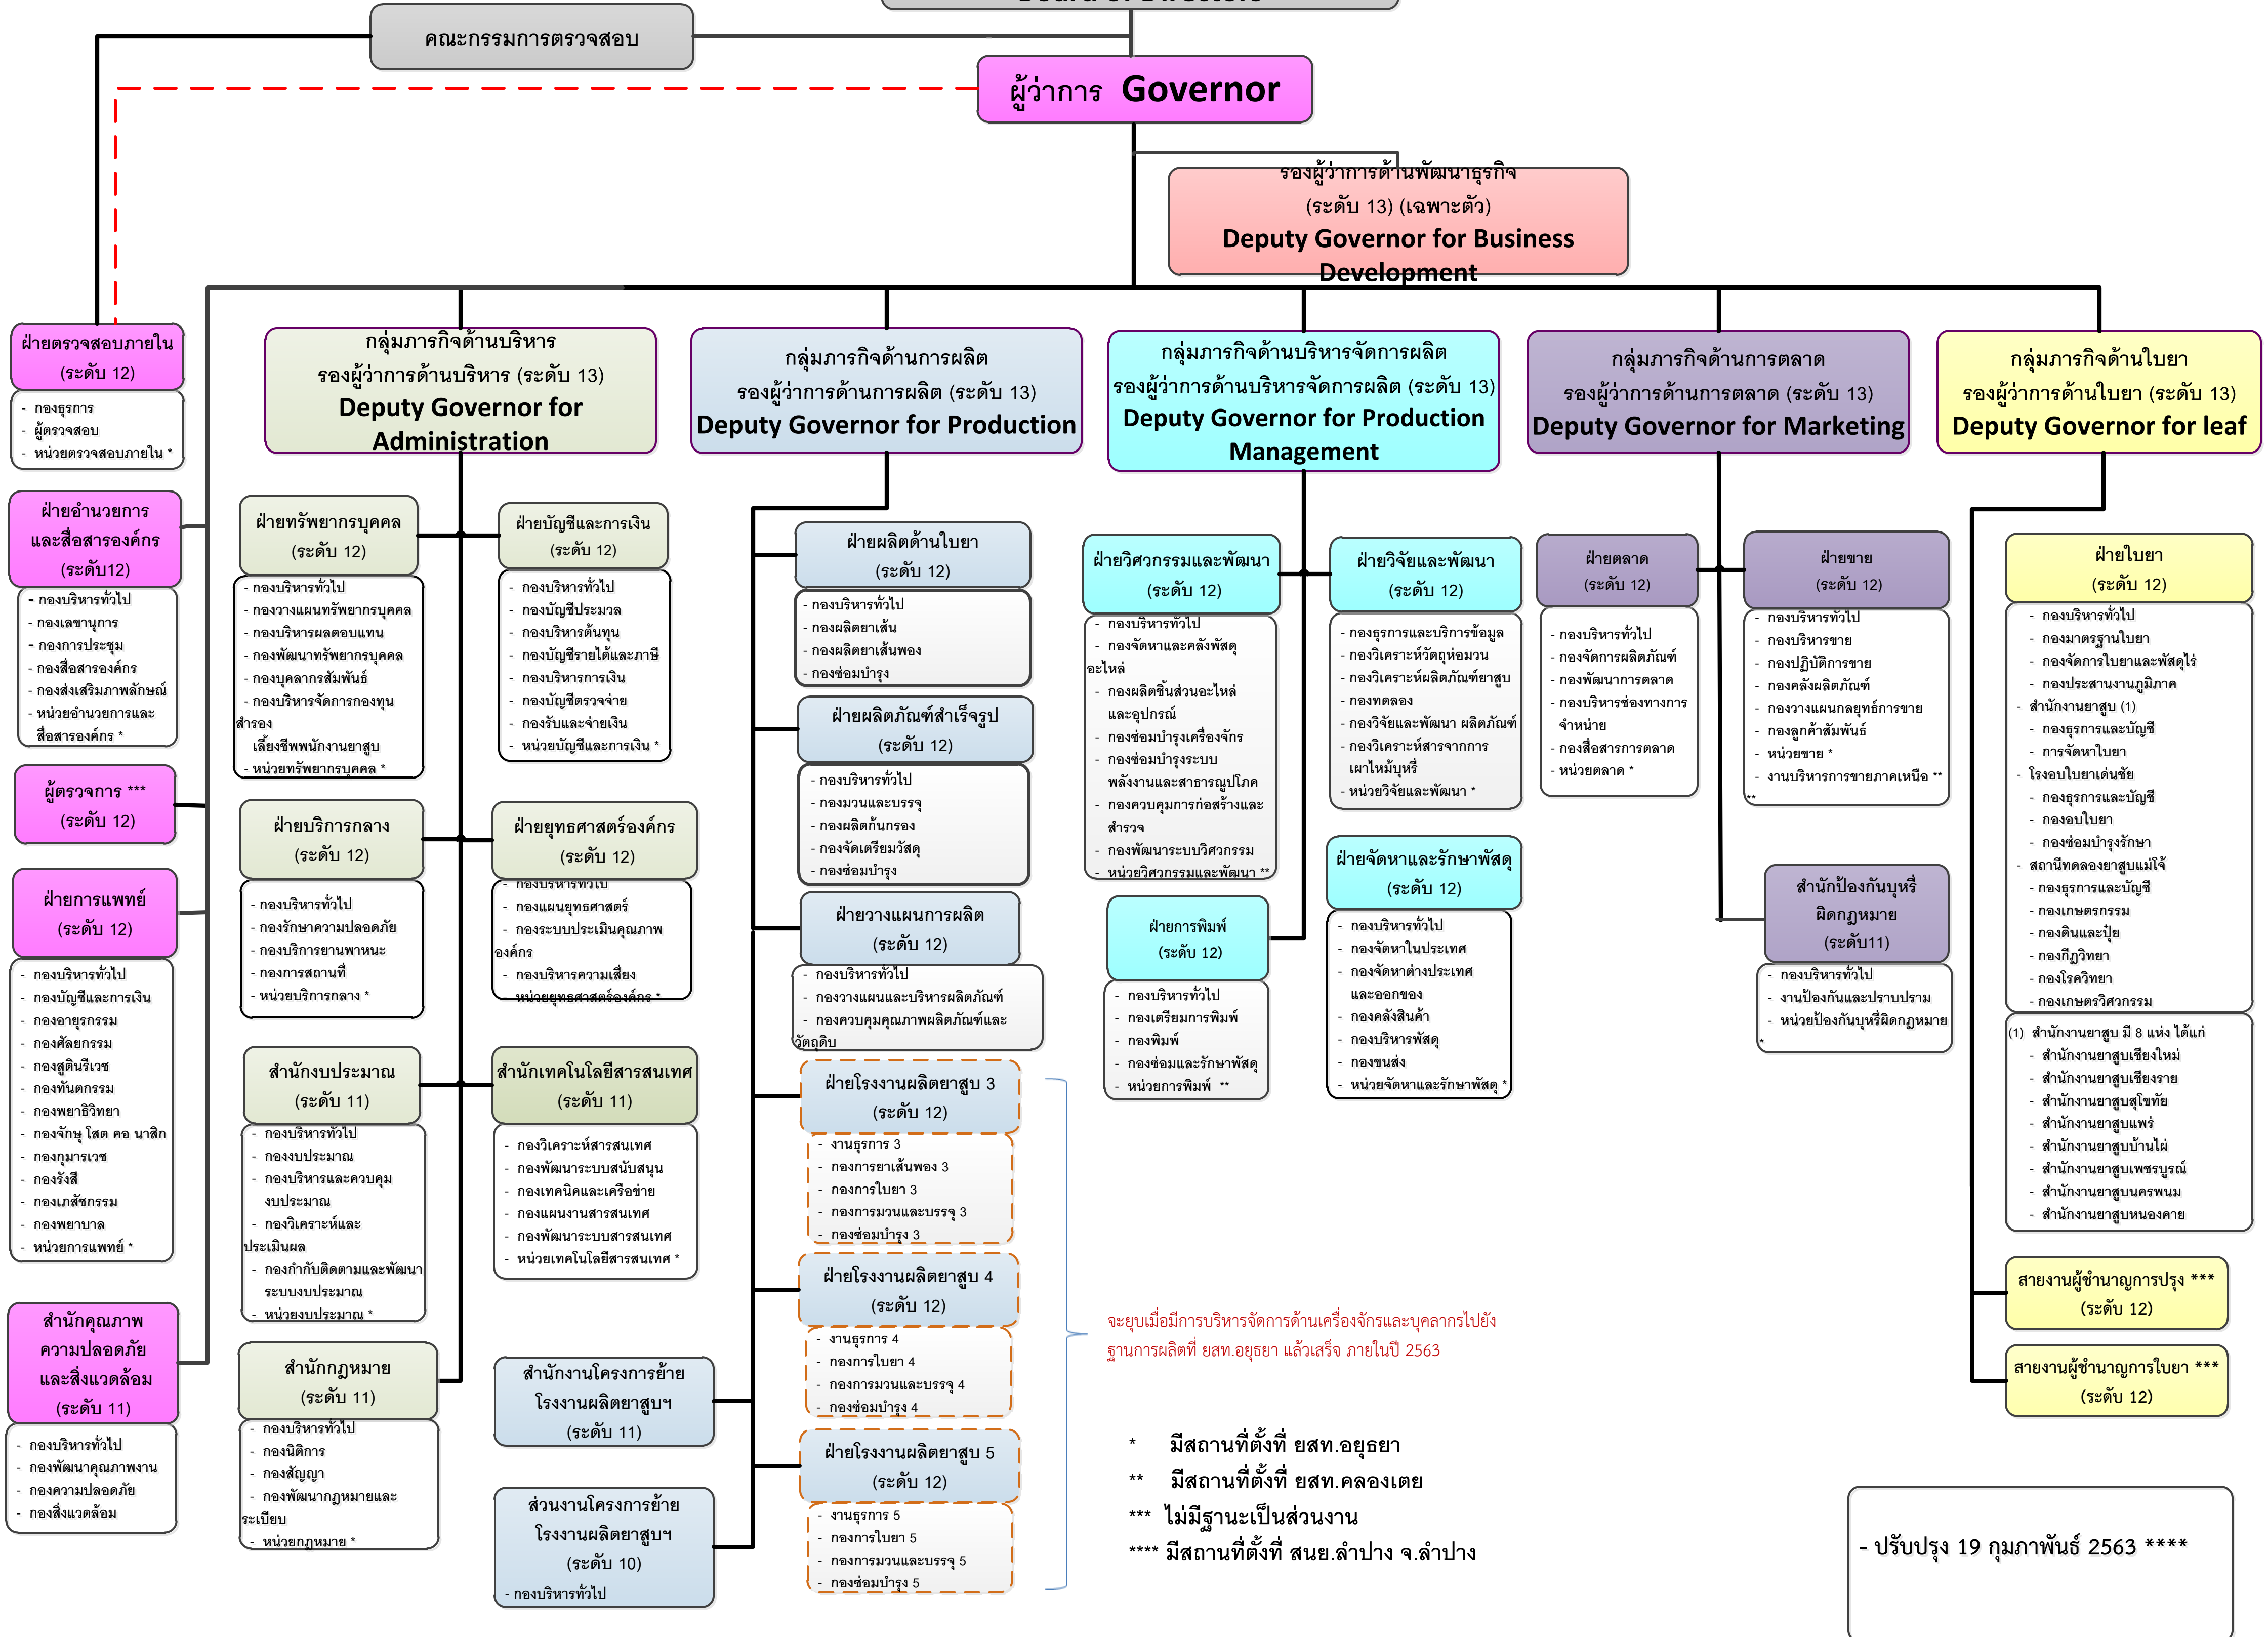 Board of Directors
คณะกรรมการตรวจสอบ
ผู้ว่าการ Governor
รองผู้ว่าการด้านพัฒนาธุรกิจ
(ระดับ 13) (เฉพาะตัว)
Deputy Governor for Business
Development
ฝ่ายตรวจสอบภายใน
(ระดับ 12)
- กองธุรการ
- ผู้ตรวจสอบ
- หน่วยตรวจสอบภายใน *
ฝ่ายอำนวยการ
และสื่อสารองค์กร
(ระดับ12)
- กองบริหารทั่วไป
- กองเลขานุการ
- กองการประชุม
- กองสื่อสารองค์กร
- กองส่งเสริมภาพลักษณ์
- หน่วยอำนวยการและ
สื่อสารองค์กร *
ผู้ตรวจการ ***
(ระดับ 12)
ฝ่ายการแพทย์
(ระดับ 12)
- กองบริหารทั่วไป
- กองบัญชีและการเงิน
- กองอายุรกรรม
- กองศัลยกรรม
- กองสูตินรีเวช
- กองทันตกรรม
- กองพยาธิวิทยา
- กองจักษุ โสต คอ นาสิก
- กองกุมารเวช
- กองรังสี
- กองเภสัชกรรม
- กองพยาบาล
- หน่วยการแพทย์ *
สำนักคุณภาพ
ความปลอดภัย
และสิ่งแวดล้อม
(ระดับ 11)
- กองบริหารทั่วไป
- กองพัฒนาคุณภาพงาน
- กองความปลอดภัย
- กองสิ่งแวดล้อม
กลุ่มภารกิจด้านบริหาร
รองผู้ว่าการด้านบริหาร (ระดับ 13)
Deputy Governor for
Administration
ฝ่ายทรัพยากรบุคคล
(ระดับ 12)
- กองบริหารทั่วไป
- กองวางแผนทรัพยากรบุคคล
- กองบริหารผลตอบแทน
- กองพัฒนาทรัพยากรบุคคล
- กองบุคลากรสัมพันธ์
- กองบริหารจัดการกองทุน
สำรอง
เลี้ยงชีพพนักงานยาสูบ
- หน่วยทรัพยากรบุคคล *
ฝ่ายบัญชีและการเงิน
(ระดับ 12)
- กองบริหารทั่วไป
- กองบัญชีประมวล
- กองบริหารต้นทุน
- กองบัญชีรายได้และภาษี
- กองบริหารการเงิน
- กองบัญชีตรวจจ่าย
- กองรับและจ่ายเงิน
- หน่วยบัญชีและการเงิน *
ฝ่ายบริการกลาง
(ระดับ 12)
- กองบริหารทั่วไป
- กองรักษาความปลอดภัย
- กองบริการยานพาหนะ
- กองการสถานที่
- หน่วยบริการกลาง *
ฝ่ายยุทธศาสตร์องค์กร
(ระดับ 12)
- กองบริหารทั่วไป
- กองแผนยุทธศาสตร์
- กองระบบประเมินคุณภาพ
องค์กร
- กองบริหารความเสี่ยง
- หน่วยยุทธศาสตร์องค์กร *
สำนักงบประมาณ
(ระดับ 11)
- กองบริหารทั่วไป
- กองงบประมาณ
- กองบริหารและควบคุม
งบประมาณ
- กองวิเคราะห์และ
ประเมินผล
- กองกำกับติดตามและพัฒนา
ระบบงบประมาณ
- หน่วยงบประมาณ *
สำนักเทคโนโลยีสารสนเทศ
(ระดับ 11)
- กองวิเคราะห์สารสนเทศ
- กองพัฒนาระบบสนับสนุน
- กองเทคนิคและเครือข่าย
- กองแผนงานสารสนเทศ
- กองพัฒนาระบบสารสนเทศ
- หน่วยเทคโนโลยีสารสนเทศ *
สำนักกฎหมาย
(ระดับ 11)
- กองบริหารทั่วไป
- กองนิติการ
- กองสัญญา
- กองพัฒนากฎหมายและ
ระเบียบ
- หน่วยกฎหมาย *
กลุ่มภารกิจด้านการผลิต
รองผู้ว่าการด้านการผลิต (ระดับ 13)
Deputy Governor for Production
ฝ่ายผลิตด้านใบยา
(ระดับ 12)
- กองบริหารทั่วไป
- กองผลิตยาเส้น
- กองผลิตยาเส้นพอง
- กองซ่อมบำรุง
ฝ่ายผลิตภัณฑ์สำเร็จรูป
(ระดับ 12)
- กองบริหารทั่วไป
- กองมวนและบรรจุ
- กองผลิตก้นกรอง
- กองจัดเตรียมวัสดุ
- กองซ่อมบำรุง
ฝ่ายวางแผนการผลิต
(ระดับ 12)
- กองบริหารทั่วไป
- กองวางแผนและบริหารผลิตภัณฑ์
- กองควบคุมคุณภาพผลิตภัณฑ์และ
วัตถุดิบ
ฝ่ายโรงงานผลิตยาสูบ 3
(ระดับ 12)
- งานธุรการ 3
- กองการยาเส้นพอง 3
- กองการใบยา 3
- กองการมวนและบรรจุ 3
- กองซ่อมบำรุง 3
ฝ่ายโรงงานผลิตยาสูบ 4
(ระดับ 12)
- งานธุรการ 4
- กองการใบยา 4
- กองการมวนและบรรจุ 4
- กองซ่อมบำรุง 4
ฝ่ายโรงงานผลิตยาสูบ 5
(ระดับ 12)
- งานธุรการ 5
- กองการใบยา 5
- กองการมวนและบรรจุ 5
- กองซ่อมบำรุง 5
สำนักงานโครงการย้าย
โรงงานผลิตยาสูบฯ
(ระดับ 11)
ส่วนงานโครงการย้าย
โรงงานผลิตยาสูบฯ
(ระดับ 10)
- กองบริหารทั่วไป
จะยุบเมื่อมีการบริหารจัดการด้านเครื่องจักรและบุคลากรไปยัง
ฐานการผลิตที่ ยสท.อยุธยา แล้วเสร็จ ภายในปี 2563
กลุ่มภารกิจด้านบริหารจัดการผลิต
รองผู้ว่าการด้านบริหารจัดการผลิต (ระดับ 13)
Deputy Governor for Production
Management
ฝ่ายวิศวกรรมและพัฒนา
(ระดับ 12)
- กองบริหารทั่วไป
- กองจัดหาและคลังพัสดุ
อะไหล่
- กองผลิตชิ้นส่วนอะไหล่
และอุปกรณ์
- กองซ่อมบำรุงเครื่องจักร
- กองซ่อมบำรุงระบบ
พลังงานและสาธารณูปโภค
- กองควบคุมการก่อสร้างและ
สำรวจ
- กองพัฒนาระบบวิศวกรรม
- หน่วยวิศวกรรมและพัฒนา **
ฝ่ายวิจัยและพัฒนา
(ระดับ 12)
- กองธุรการและบริการข้อมูล
- กองวิเคราะห์วัตถุห่อมวน
- กองวิเคราะห์ผลิตภัณฑ์ยาสูบ
- กองทดลอง
- กองวิจัยและพัฒนา ผลิตภัณฑ์
- กองวิเคราะห์สารจากการ
เผาไหม้บุหรี่
- หน่วยวิจัยและพัฒนา *
ฝ่ายการพิมพ์
(ระดับ 12)
- กองบริหารทั่วไป
- กองเตรียมการพิมพ์
- กองพิมพ์
- กองซ่อมและรักษาพัสดุ
- หน่วยการพิมพ์ **
ฝ่ายจัดหาและรักษาพัสดุ
(ระดับ 12)
- กองบริหารทั่วไป
- กองจัดหาในประเทศ
- กองจัดหาต่างประเทศ
และออกของ
- กองคลังสินค้า
- กองบริหารพัสดุ
- กองขนส่ง
- หน่วยจัดหาและรักษาพัสดุ *
กลุ่มภารกิจด้านการตลาด
รองผู้ว่าการด้านการตลาด (ระดับ 13)
Deputy Governor for Marketing
ฝ่ายตลาด
(ระดับ 12)
- กองบริหารทั่วไป
- กองจัดการผลิตภัณฑ์
- กองพัฒนาการตลาด
- กองบริหารช่องทางการ
จำหน่าย
- กองสื่อสารการตลาด
- หน่วยตลาด *
ฝ่ายขาย
(ระดับ 12)
- กองบริหารทั่วไป
- กองบริหารขาย
- กองปฏิบัติการขาย
- กองคลังผลิตภัณฑ์
- กองวางแผนกลยุทธ์การขาย
- กองลูกค้าสัมพันธ์
- หน่วยขาย *
- งานบริหารการขายภาคเหนือ **
**
สำนักป้องกันบุหรี่
ผิดกฎหมาย
(ระดับ11)
- กองบริหารทั่วไป
- งานป้องกันและปราบปราม
- หน่วยป้องกันบุหรี่ผิดกฎหมาย
*
กลุ่มภารกิจด้านใบยา
รองผู้ว่าการด้านใบยา (ระดับ 13)
Deputy Governor for leaf
ฝ่ายใบยา
(ระดับ 12)
- กองบริหารทั่วไป
- กองมาตรฐานใบยา
- กองจัดการใบยาและพัสดุไร่
- กองประสานงานภูมิภาค
- สำนักงานยาสูบ (1)
- กองธุรการและบัญชี
- การจัดหาใบยา
- โรงอบใบยาเด่นชัย
- กองธุรการและบัญชี
- กองอบใบยา
- กองซ่อมบำรุงรักษา
- สถานีทดลองยาสูบแม่โจ้
- กองธุรการและบัญชี
- กองเกษตรกรรม
- กองดินและปุ๋ย
- กองกีฏวิทยา
- กองโรควิทยา
- กองเกษตรวิศวกรรม
(1) สำนักงานยาสูบ มี 8 แห่ง ได้แก่
- สำนักงานยาสูบเชียงใหม่
- สำนักงานยาสูบเชียงราย
- สำนักงานยาสูบสุโขทัย
- สำนักงานยาสูบแพร่
- สำนักงานยาสูบบ้านไผ่
- สำนักงานยาสูบเพชรบูรณ์
- สำนักงานยาสูบนครพนม
- สำนักงานยาสูบหนองคาย
สายงานผู้ชำนาญการปรุง ***
(ระดับ 12)
สายงานผู้ชำนาญการใบยา ***
(ระดับ 12)
* มีสถานที่ตั้งที่ ยสท.อยุธยา
** มีสถานที่ตั้งที่ ยสท.คลองเตย
*** ไม่มีฐานะเป็นส่วนงาน
**** มีสถานที่ตั้งที่ สนย.ลำปาง จ.ลำปาง
- ปรับปรุง 19 กุมภาพันธ์ 2563 ****